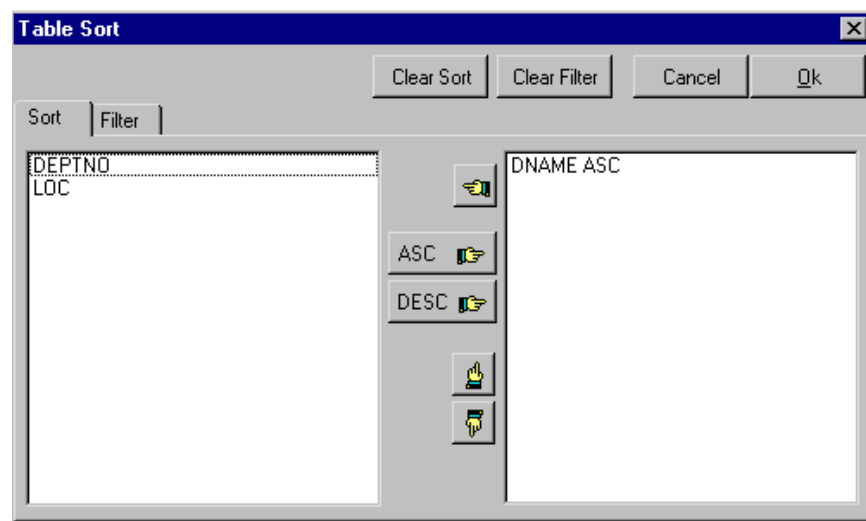 Table Sort
Clear Sort Clear Filter Cancel Ok
Sort Filter
DEPTNO
LOC
DNAME ASC
ASC
DESC